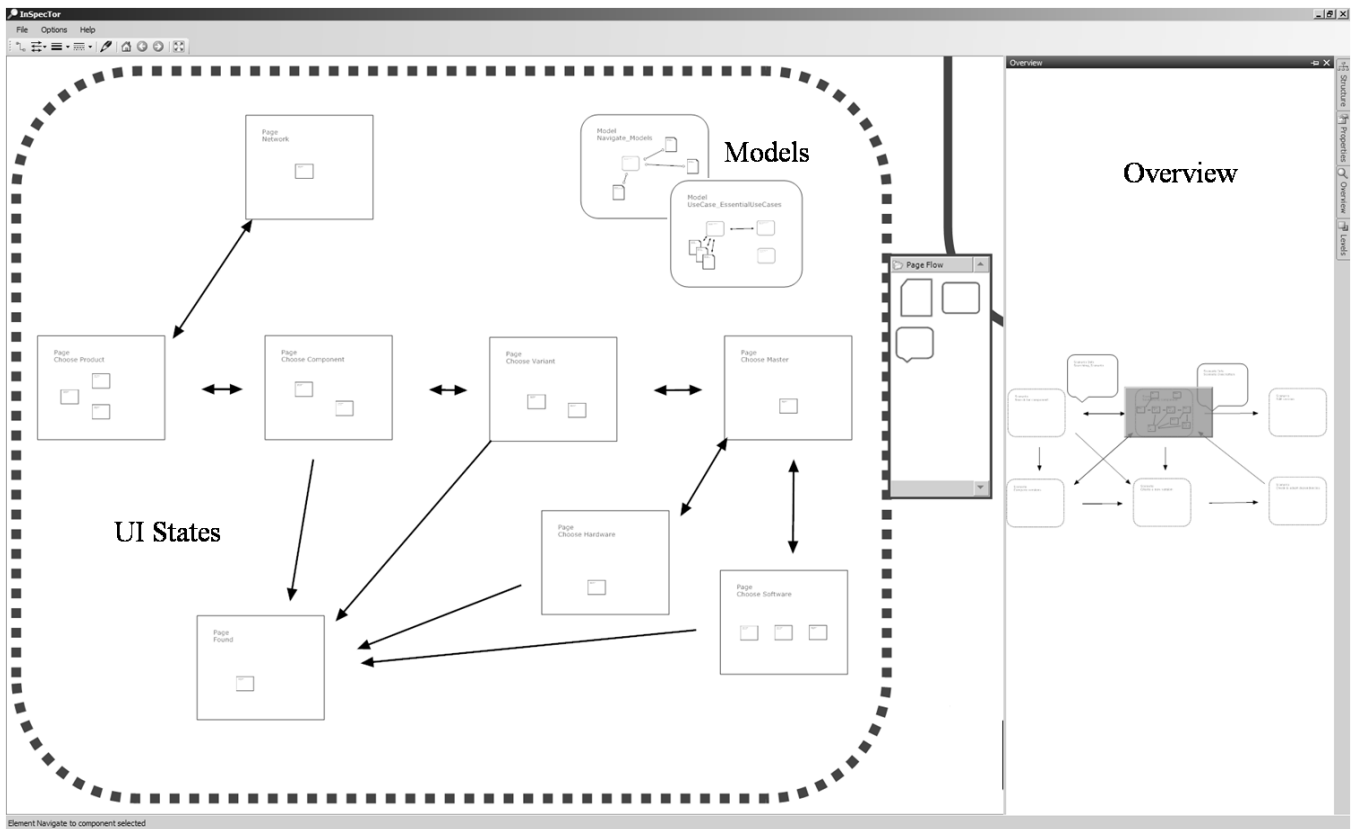 InSpecTor
File Options Help
Page
Network
Model
Navigate_Models
Models
Model
UseCase_EssentialUseCases
Page Flow
Page
Choose Product
Page
Choose Component
Page
Choose Variant
Page
Choose Master
UI States
Page
Choose Hardware
Page
Choose Software
Page
Found
Overview
Overview
Structure
Properties
Overview
Levels
Element Navigate to component selected